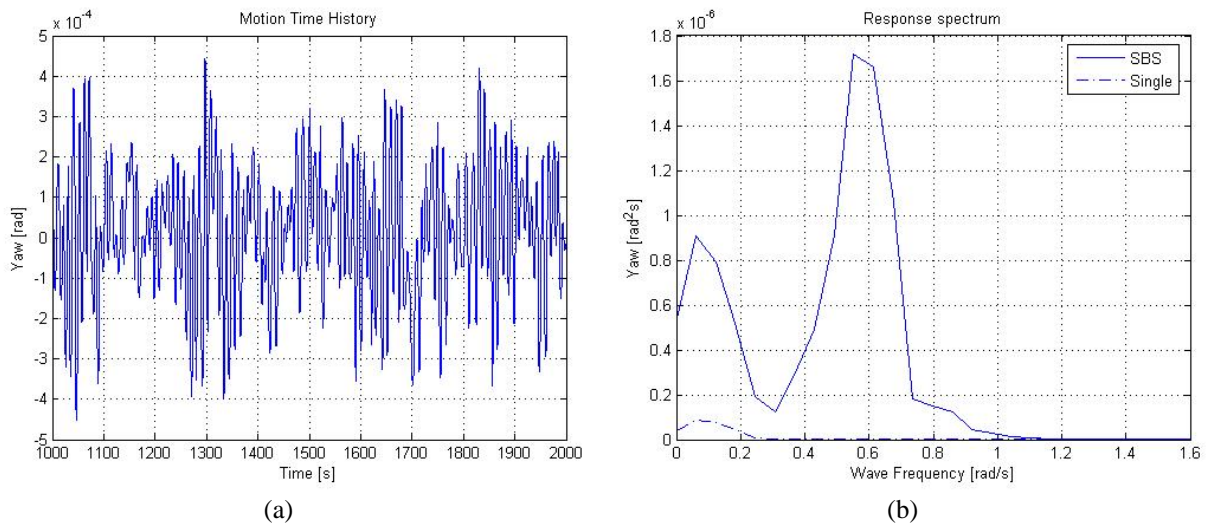 Motion Time History
x 10-4
5
4
3
2
1
0
-1
-2
-3
-4
-5
Yaw [rad]
1000 1100 1200 1300 1400 1500 1600 1700 1800 1900 2000
Time [s]
(a)
Response spectrum
x 10-6
1.8
1.6
1.4
1.2
1
0.8
0.6
0.4
0.2
0
Yaw [rad2s]
SBS
Single
0 0.2 0.4 0.6 0.8 1 1.2 1.4 1.6
Wave Frequency [rad/s]
(b)